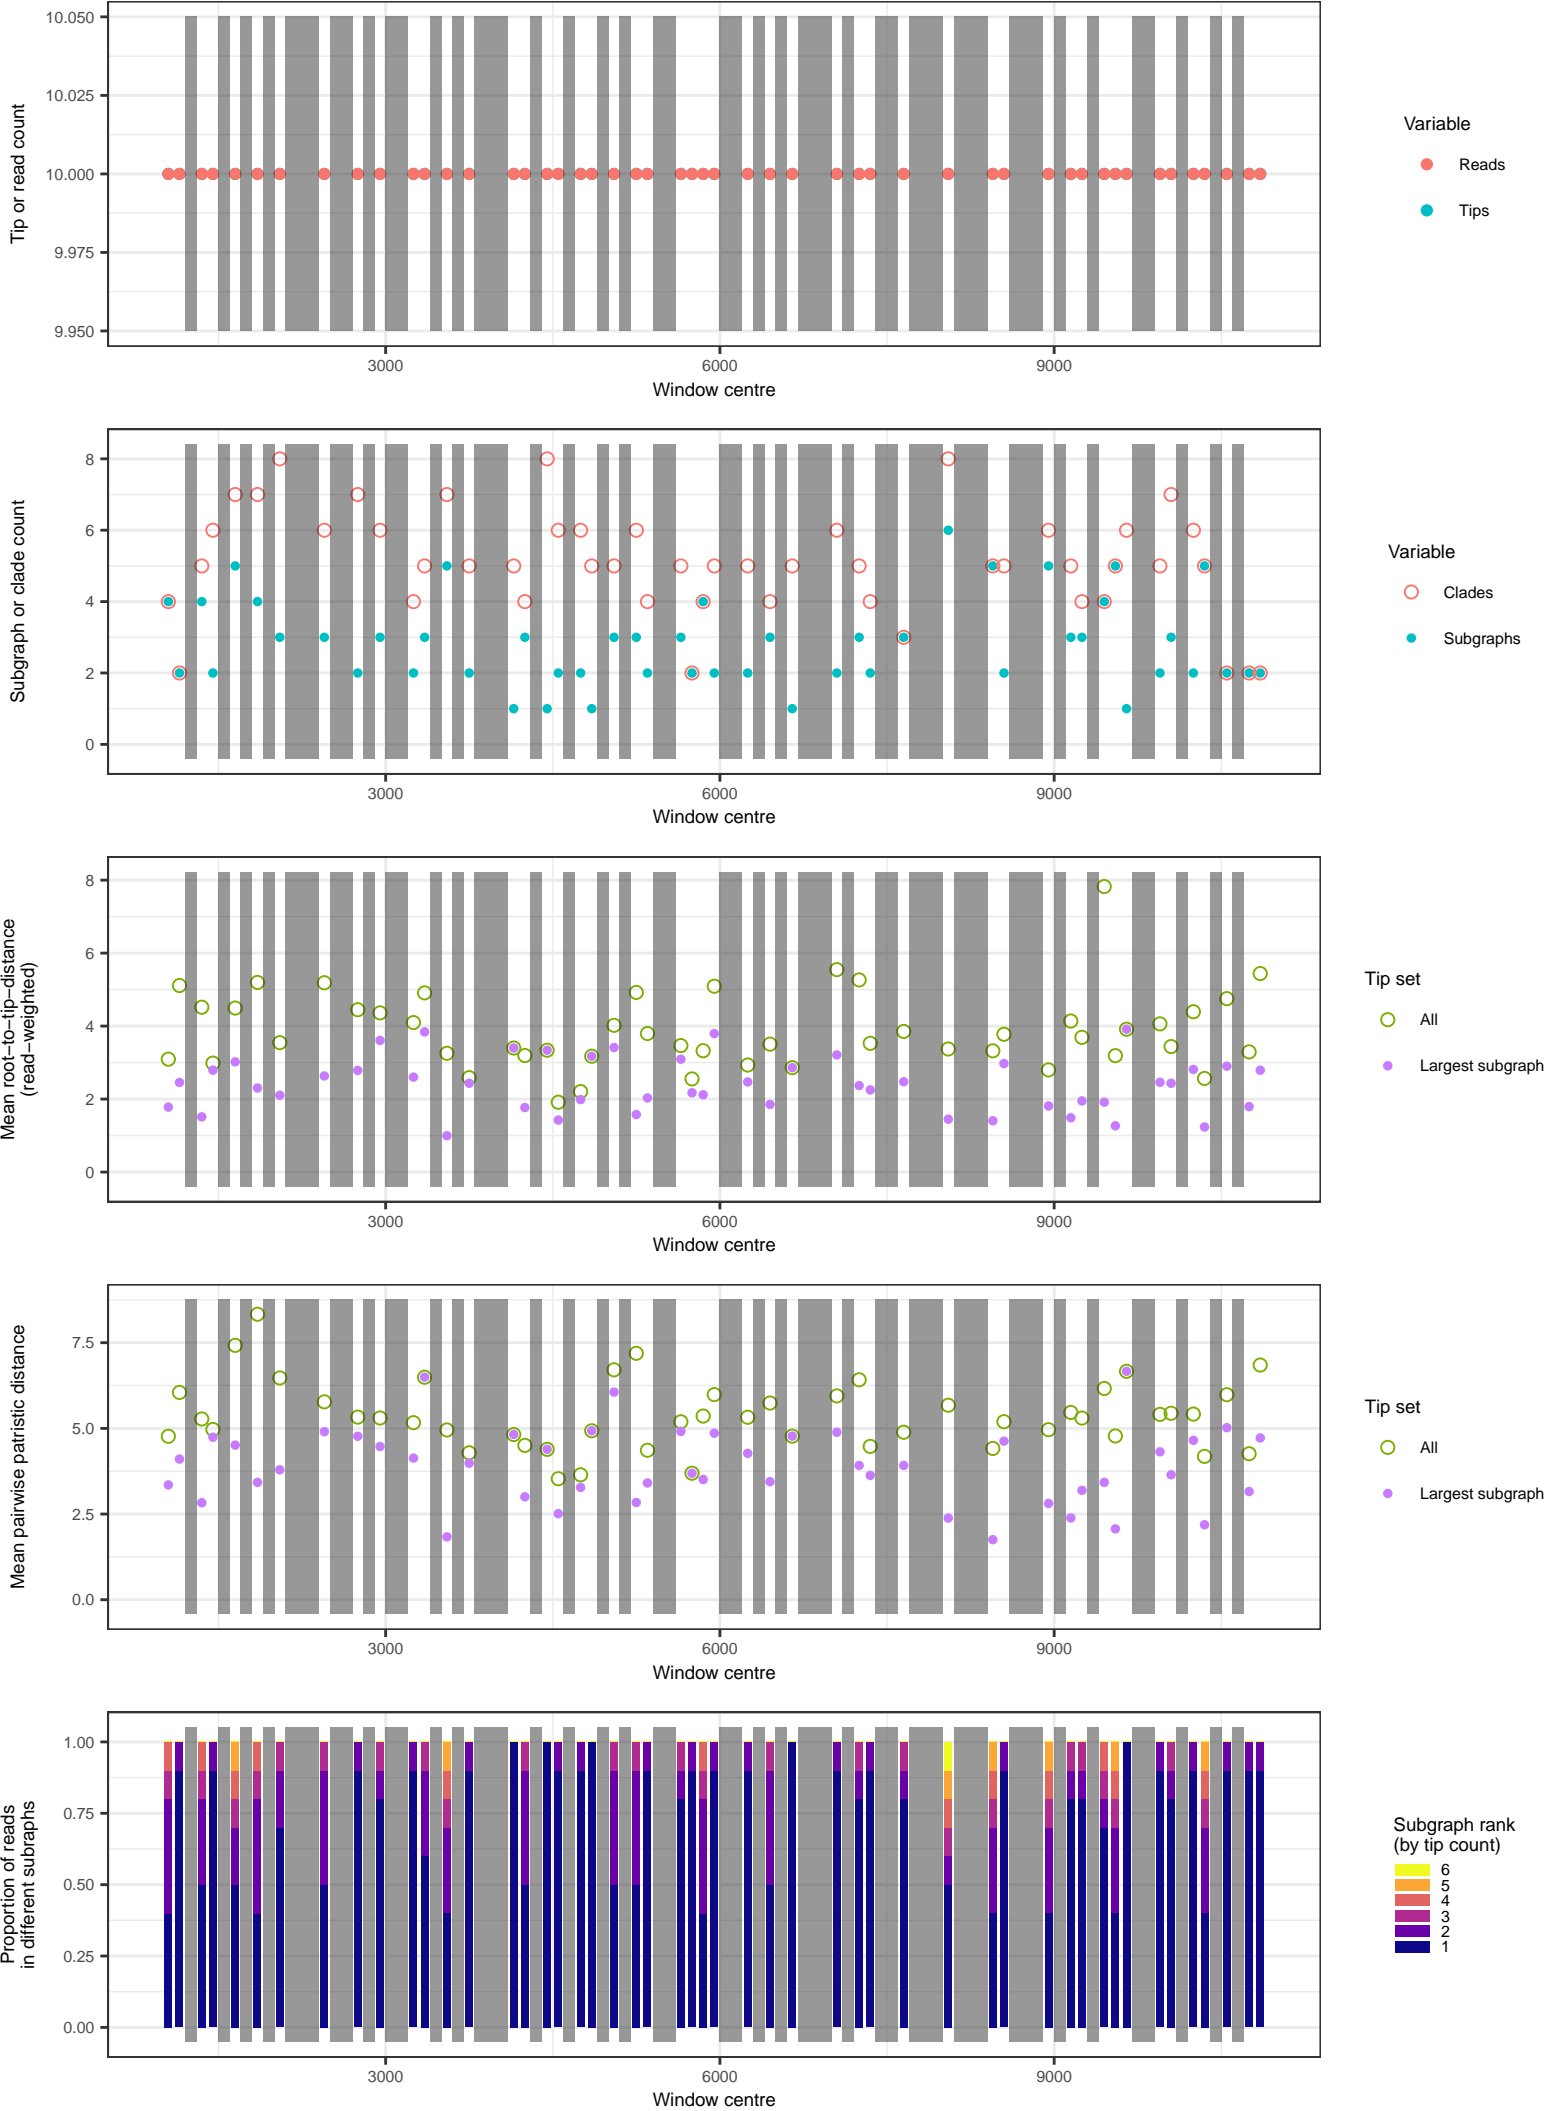 10.050
10.025
10.000
9.975
9.950
Tip or read count
3000 6000 9000
Window centre
Variable
Reads
Tips
8
6
4
2
0
Subgraph or clade count
3000 6000 9000
Window centre
Variable
Clades
Subgraphs
8
6
4
2
0
Mean root−to−tip−distance
(read−weighted)
3000 6000 9000
Window centre
Tip set
All
Largest subgraph
7.5
5.0
2.5
0.0
Mean pairwise patristic distance
3000 6000 9000
Window centre
Tip set
All
Largest subgraph
1.00
0.75
0.50
0.25
0.00
Proportion of reads
in different subraphs
3000 6000 9000
Window centre
Subgraph rank
(by tip count)
6
5
4
3
2
1